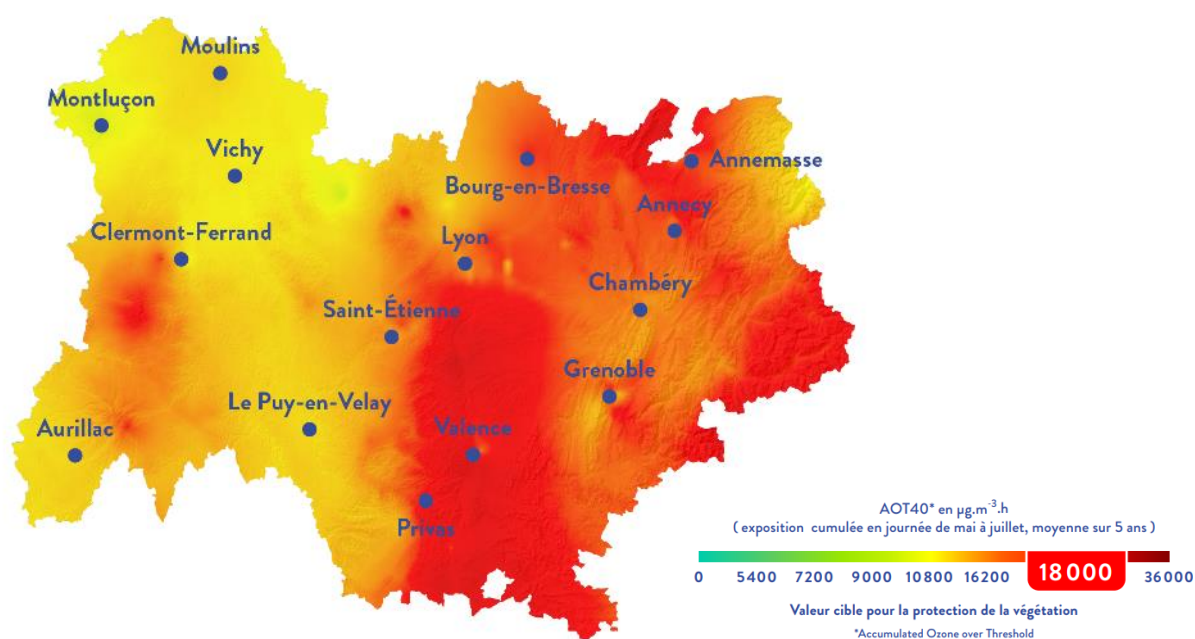 Moulins
Montluçon
Vichy
Annemasse
Bourg-en-Bresse
Annecy
Clermont-Ferrand
Lyon
Chambéry
Saint-Étienne
Grenoble
Le Puy-en-Velay
Aurillac
Valence
Privas
AOT40* en µg.m-3.h
( exposition cumulée en journée de mai à juillet, moyenne sur 5 ans )
0 5400 7200 9000 10800 16200 18 000 36000
Valeur cible pour la protection de la végétation
*Accumulated Ozone over Threshold